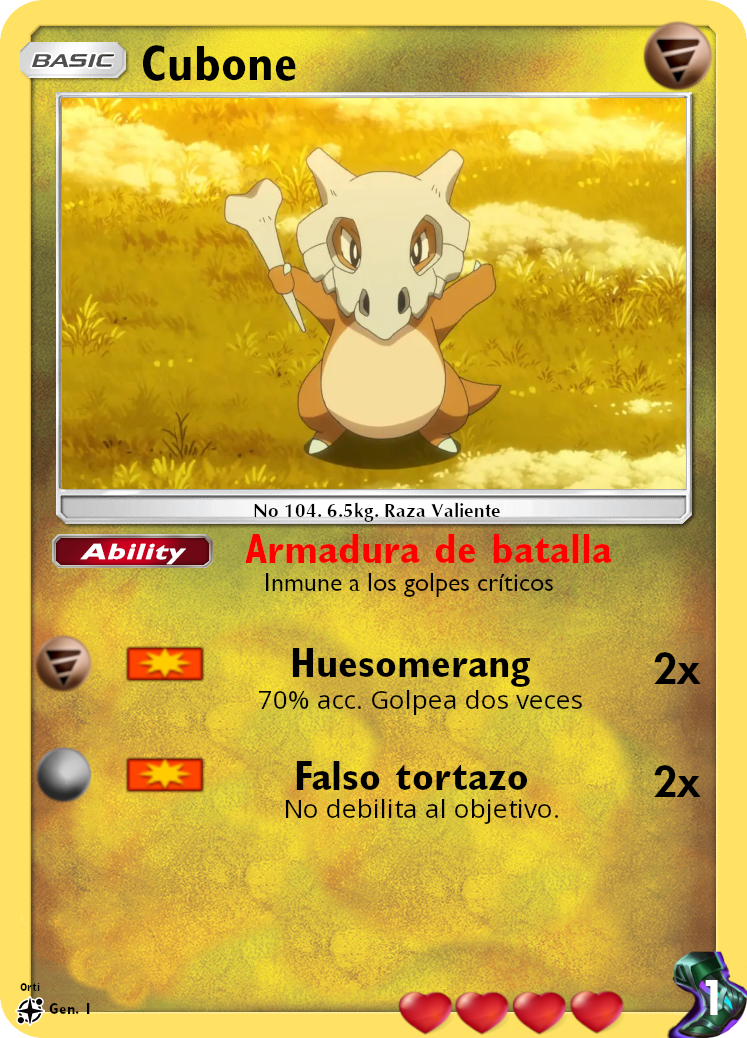 BASIC Cubone
No 104. 6.5kg. Raza Valiente
Ability Armadura de batalla
Inmune a los golpes críticos
Huesomerang 2x
70% acc. Golpea dos veces
Falso tortazo 2x
No debilita al objetivo.
Orti
Gen. I
1